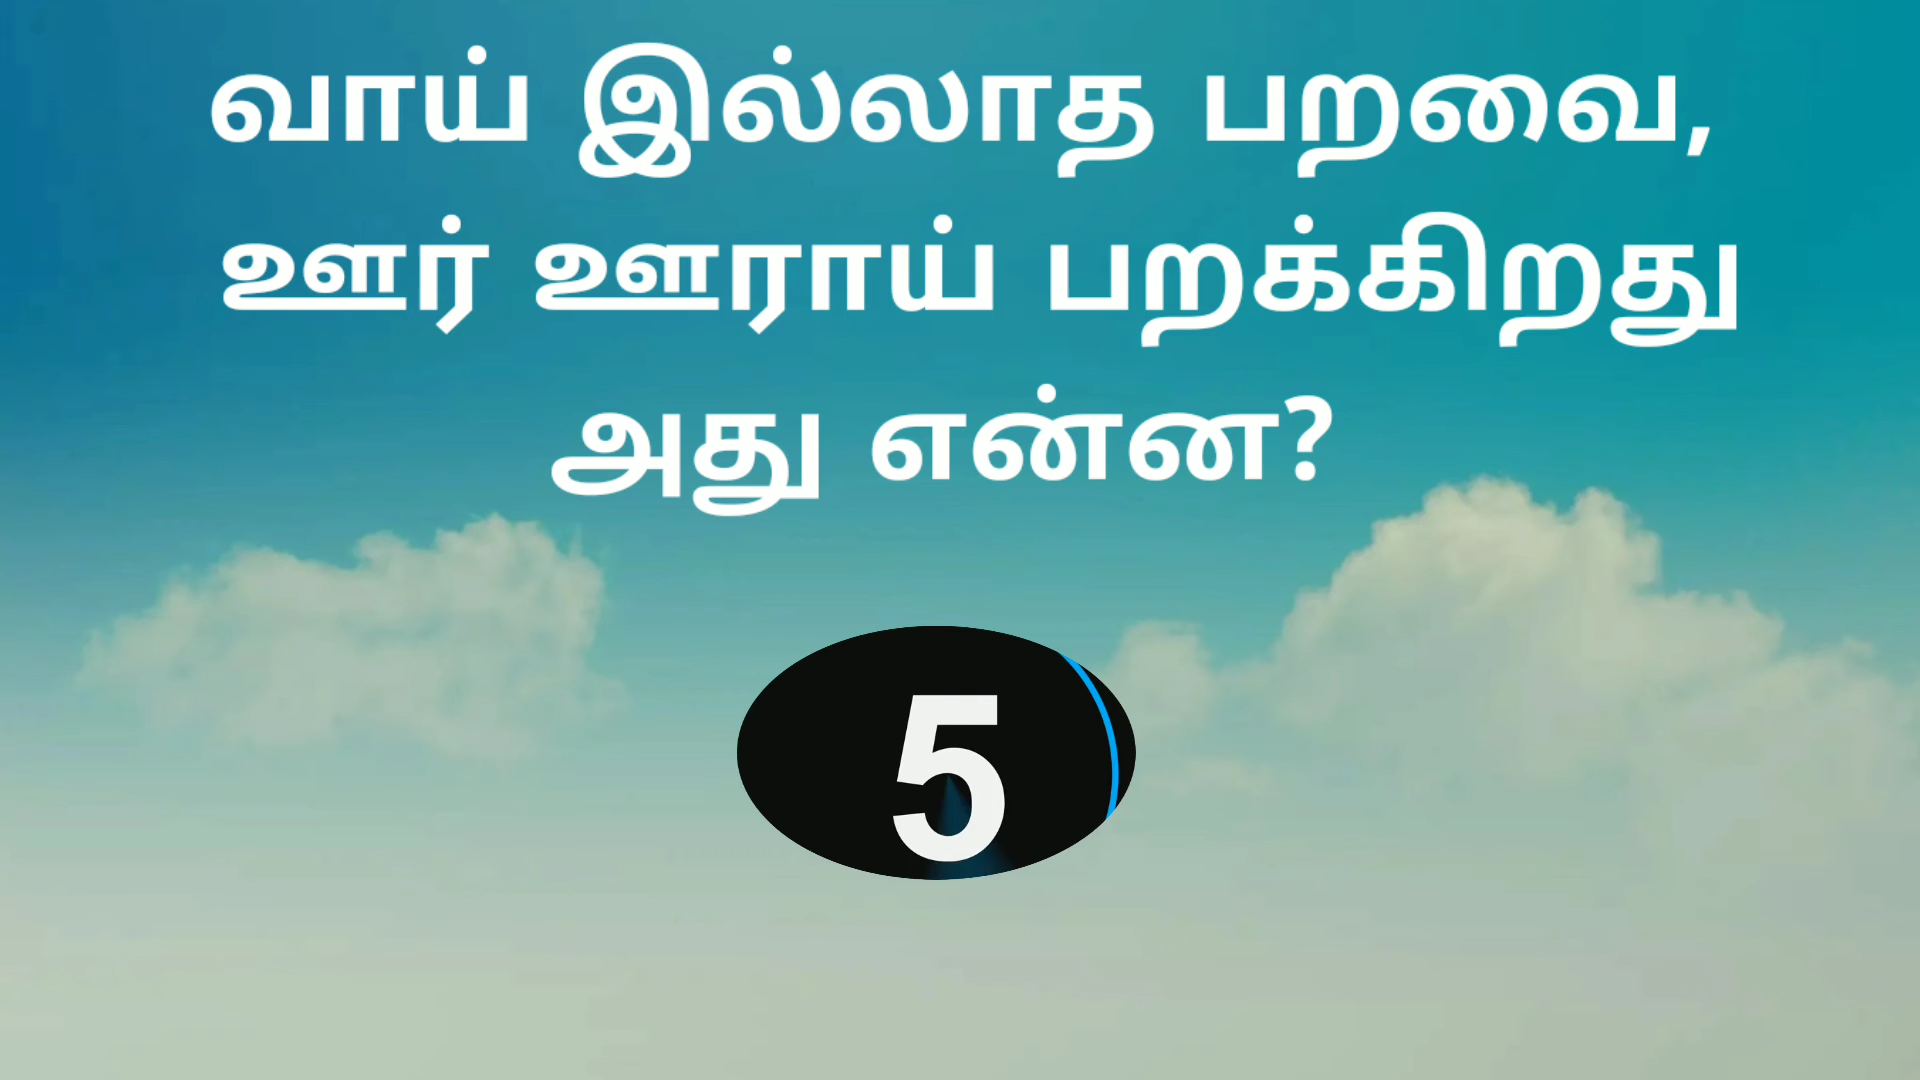 வாய் இல்லாத பறவை,
ஊர் ஊராய் பறக்கிறது
அது என்ன?
5